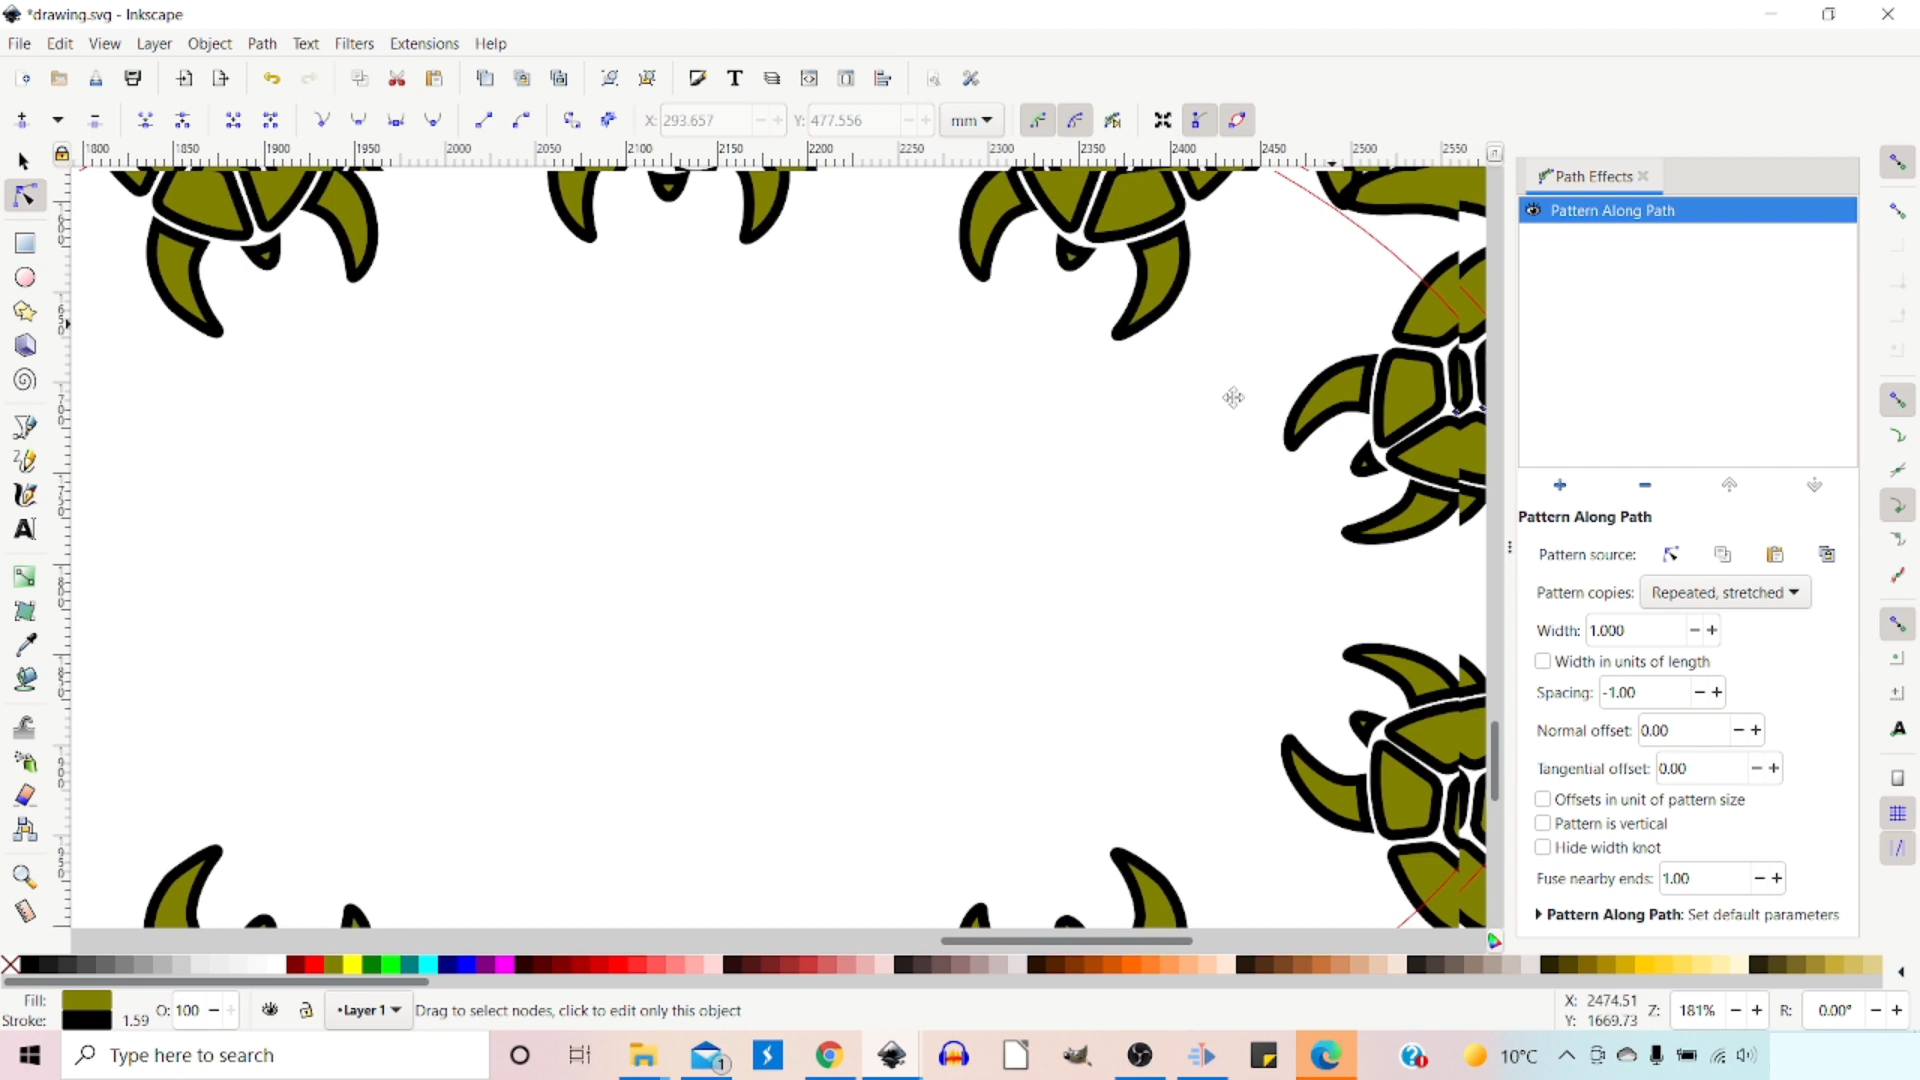 *drawing.svg - Inkscape
File Edit View Layer Object Path Text Filters Extensions Help
X: 293.657 Y: 477.556 mm
1800 1850 1900 1950 2000 2050 2100 2150 2200 2250 2300 2350 2400 2450 2500 2550
Path Effects
Pattern Along Path
Pattern Along Path
Pattern source:
Pattern copies: Repeated, stretched
Width: 1.000
Width in units of length
Spacing: -1.00
Normal offset: 0.00
Tangential offset: 0.00
Offsets in unit of pattern size
Pattern is vertical
Hide width knot
Fuse nearby ends: 1.00
Pattern Along Path: Set default parameters
Fill:
Stroke: 1.59 O: 100 •Layer 1 Drag to select nodes, click to edit only this object
X: 2474.51
Y: 1669.73
Z: 181% R: 0.00°
Type here to search
1
10°C